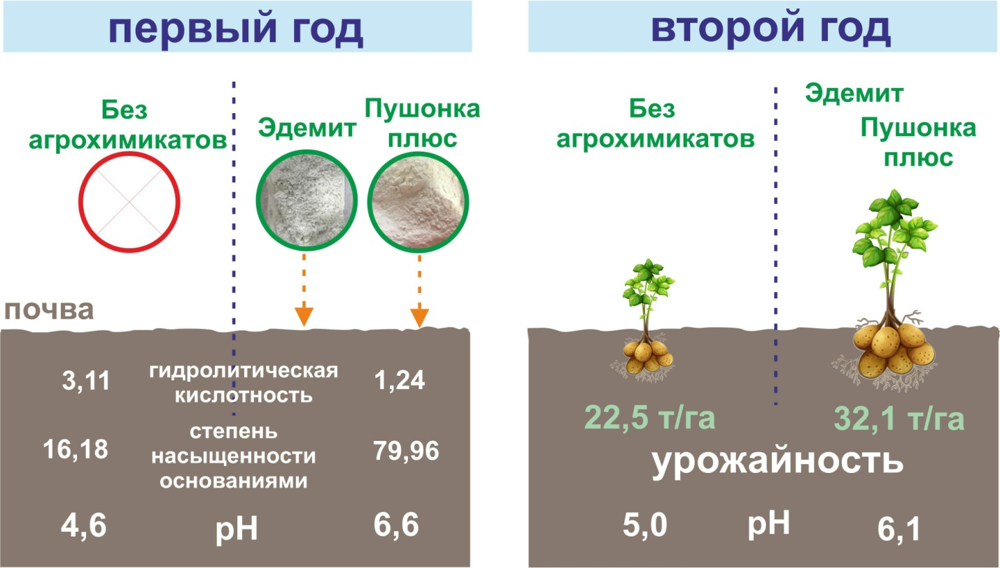 первый год
Без
агрохимикатов
Эдемит
Пушонка
плюс
почва
3,11
гидролитическая
кислотность
1,24
16,18
степень
насыщенности
основаниями
79,96
4,6
pH
6,6
второй год
Без
агрохимикатов
Эдемит
Пушонка
плюс
22,5 т/га
32,1 т/га
урожайность
5,0
pH
6,1